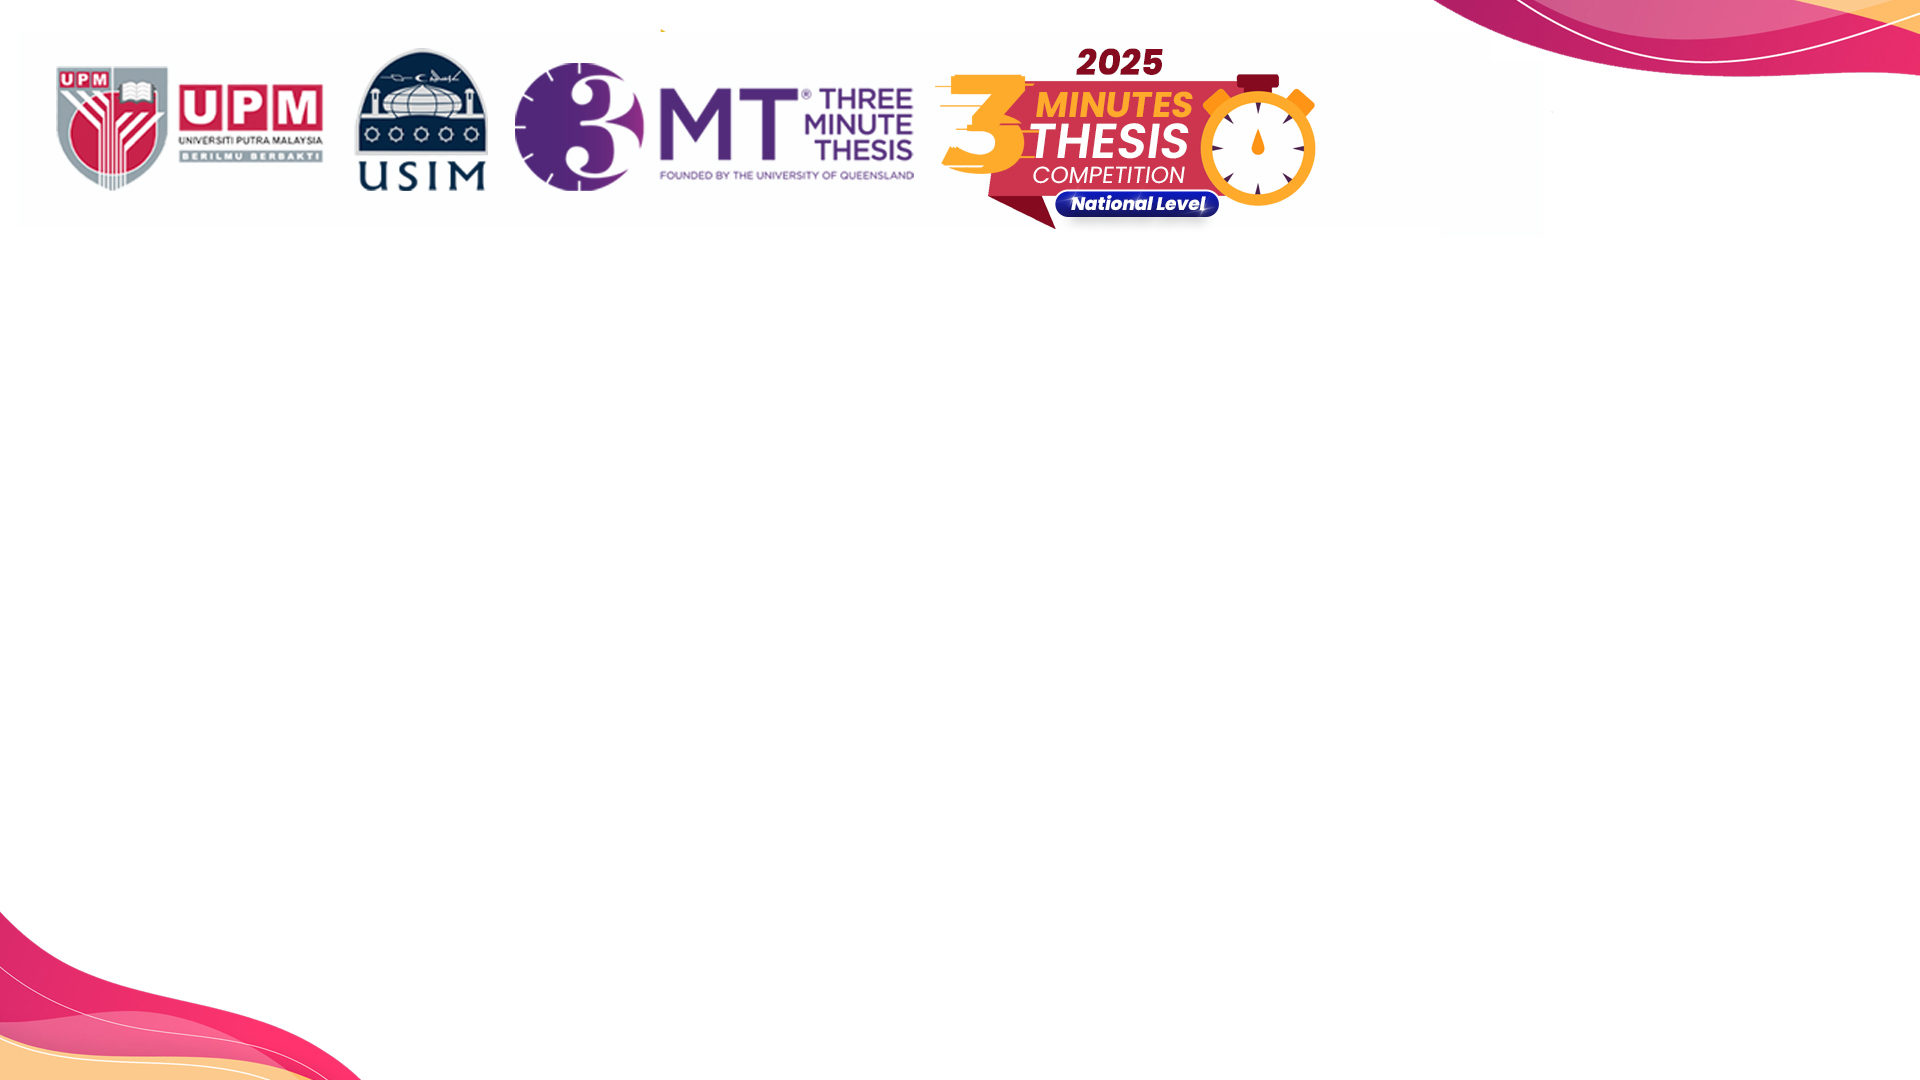 UPM
UPM
UNIVERSITI PUTRA MALAYSIA
BERILMU BERBAKTI
USIM
3MT® THREE
MINUTE
THESIS
FOUNDED BY THE UNIVERSITY OF QUEENSLAND
2025
3 MINUTES
THESIS
COMPETITION
National Level